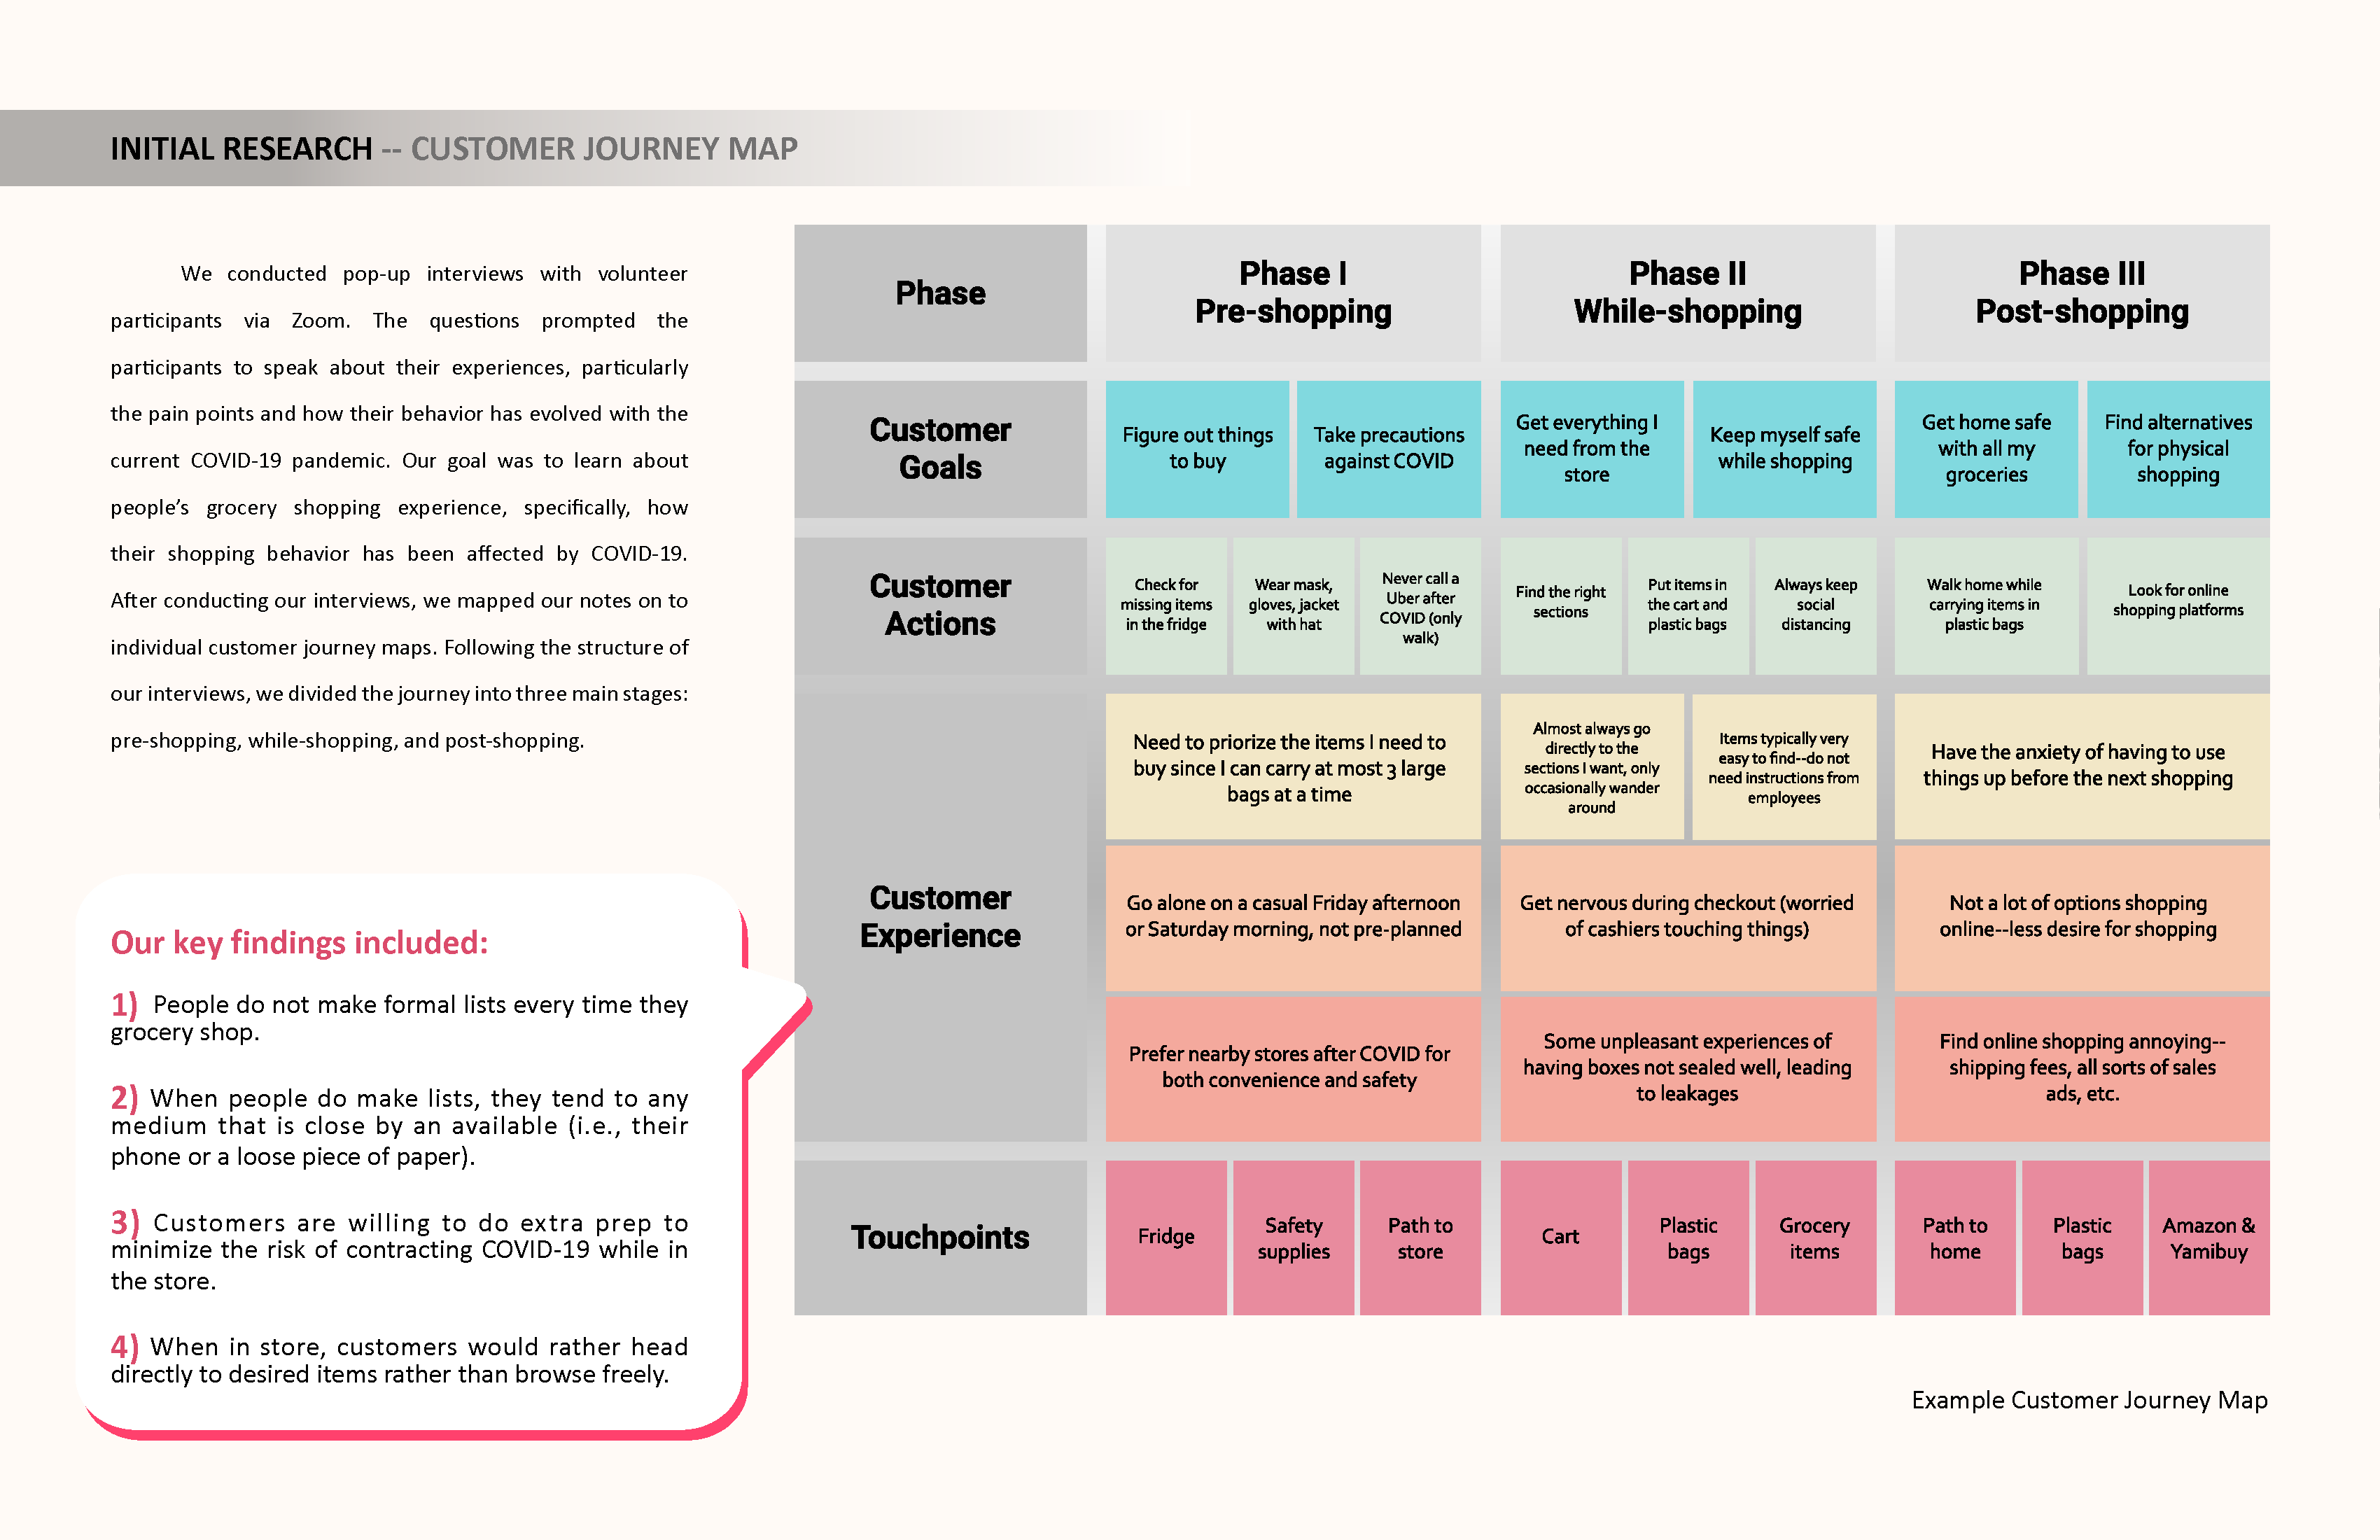 INITIAL RESEARCH -- CUSTOMER JOURNEY MAP
We conducted pop-up interviews with volunteer
participants via Zoom. The questions prompted the
participants to speak about their experiences, particularly
the pain points and how their behavior has evolved with the
current COVID-19 pandemic. Our goal was to learn about
people's grocery shopping experience, specifically, how
their shopping behavior has been affected by COVID-19.
After conducting our interviews, we mapped our notes on to
individual customer journey maps. Following the structure of
our interviews, we divided the journey into three main stages:
pre-shopping, while-shopping, and post-shopping.
Our key findings included:
1) People do not make formal lists every time they
grocery shop.
2) When people do make lists, they tend to any
medium that is close by an available (i.e., their
phone or a loose piece of paper).
3) Customers are willing to do extra prep to
minimize the risk of contracting COVID-19 while in
the store.
4) When in store, customers would rather head
directly to desired items rather than browse freely.
Phase
Phase I
Pre-shopping
Phase II
While-shopping
Phase III
Post-shopping
Customer
Goals
Figure out things
to buy
Take precautions
against COVID
Get everything I
need from the
store
Keep myself safe
while shopping
Get home safe
with all my
groceries
Find alternatives
for physical
shopping
Customer
Actions
Check for
missing items
in the fridge
Wear mask,
gloves, jacket
with hat
Never call a
Uber after
COVID (only
walk)
Find the right
sections
Put items in
the cart and
plastic bags
Always keep
social
distancing
Walk home while
carrying items in
plastic bags
Look for online
shopping platforms
Customer
Experience
Need to priorize the items I need to
buy since I can carry at most 3 large
bags at a time
Almost always go
directly to the
sections I want, only
occasionally wander
around
Items typically very
easy to find--do not
need instructions from
employees
Have the anxiety of having to use
things up before the next shopping
Go alone on a casual Friday afternoon
or Saturday morning, not pre-planned
Get nervous during checkout (worried
of cashiers touching things)
Not a lot of options shopping
online--less desire for shopping
Prefer nearby stores after COVID for
both convenience and safety
Some unpleasant experiences of
having boxes not sealed well, leading
to leakages
Find online shopping annoying--
shipping fees, all sorts of sales
ads, etc.
Touchpoints
Fridge
Safety
supplies
Path to
store
Cart
Plastic
bags
Grocery
items
Path to
home
Plastic
bags
Amazon &
Yamibuy
Example Customer Journey Map